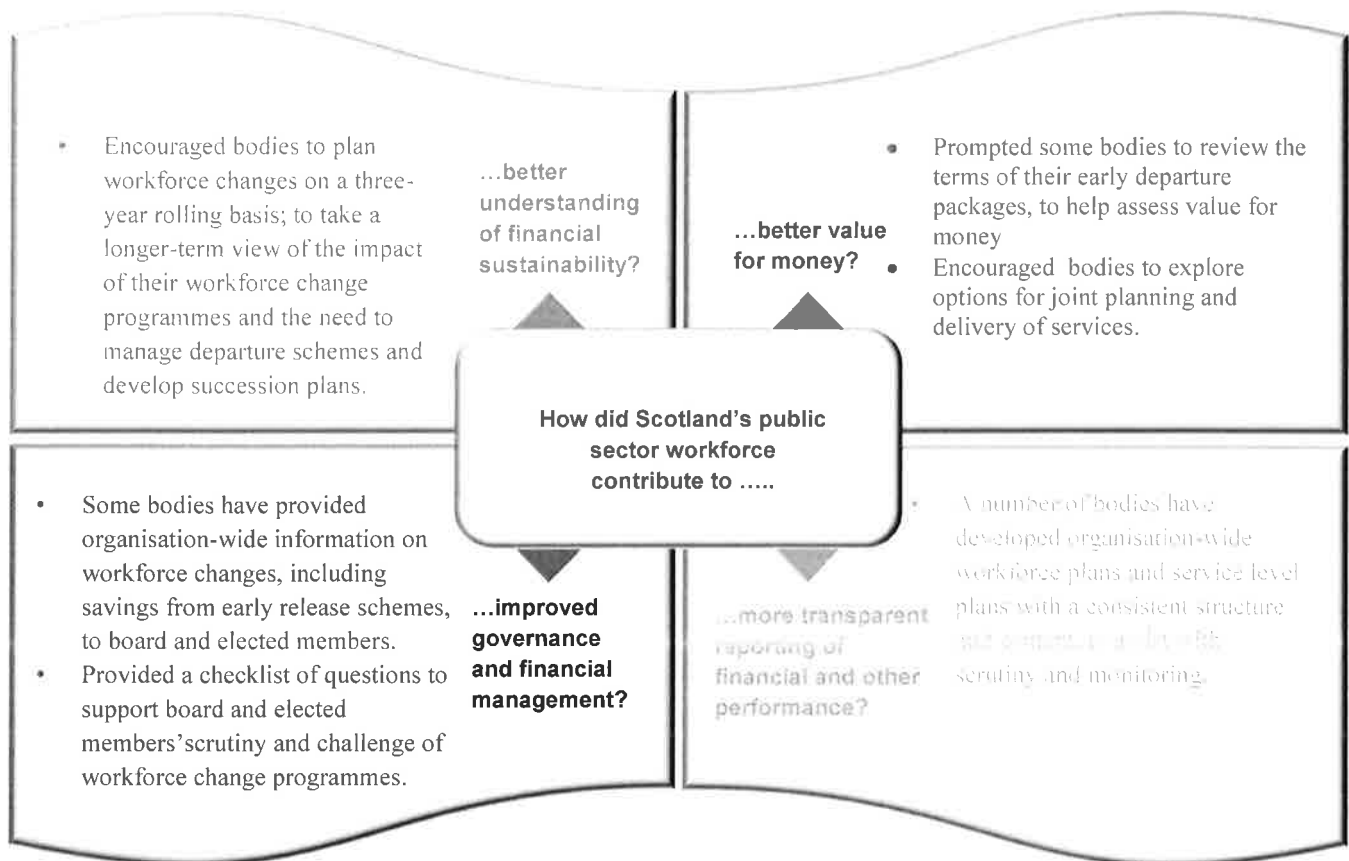 • Encouraged bodies to plan
workforce changes on a three-
year rolling basis; to take a
longer-term view of the impact
of their workforce change
programmes and the need to
manage departure schemes and
develop succession plans.
...better
understanding
of financial
sustainability?
...better value
for money?
• Prompted some bodies to review the
terms of their early departure
packages, to help assess value for
money
• Encouraged bodies to explore
options for joint planning and
delivery of services.
How did Scotland's public
sector workforce
contribute to .....
• Some bodies have provided
organisation-wide information on
workforce changes, including
savings from early release schemes,
to board and elected members.
• Provided a checklist of questions to
support board and elected
members'scrutiny and challenge of
workforce change programmes.
...improved
governance
and financial
management?
...more transparent
reporting of
financial and other
performance?
• A number of bodies have
developed organisation-wide
workforce plans and service level
plans with a consistent structure
and
scrutiny and monitoring.